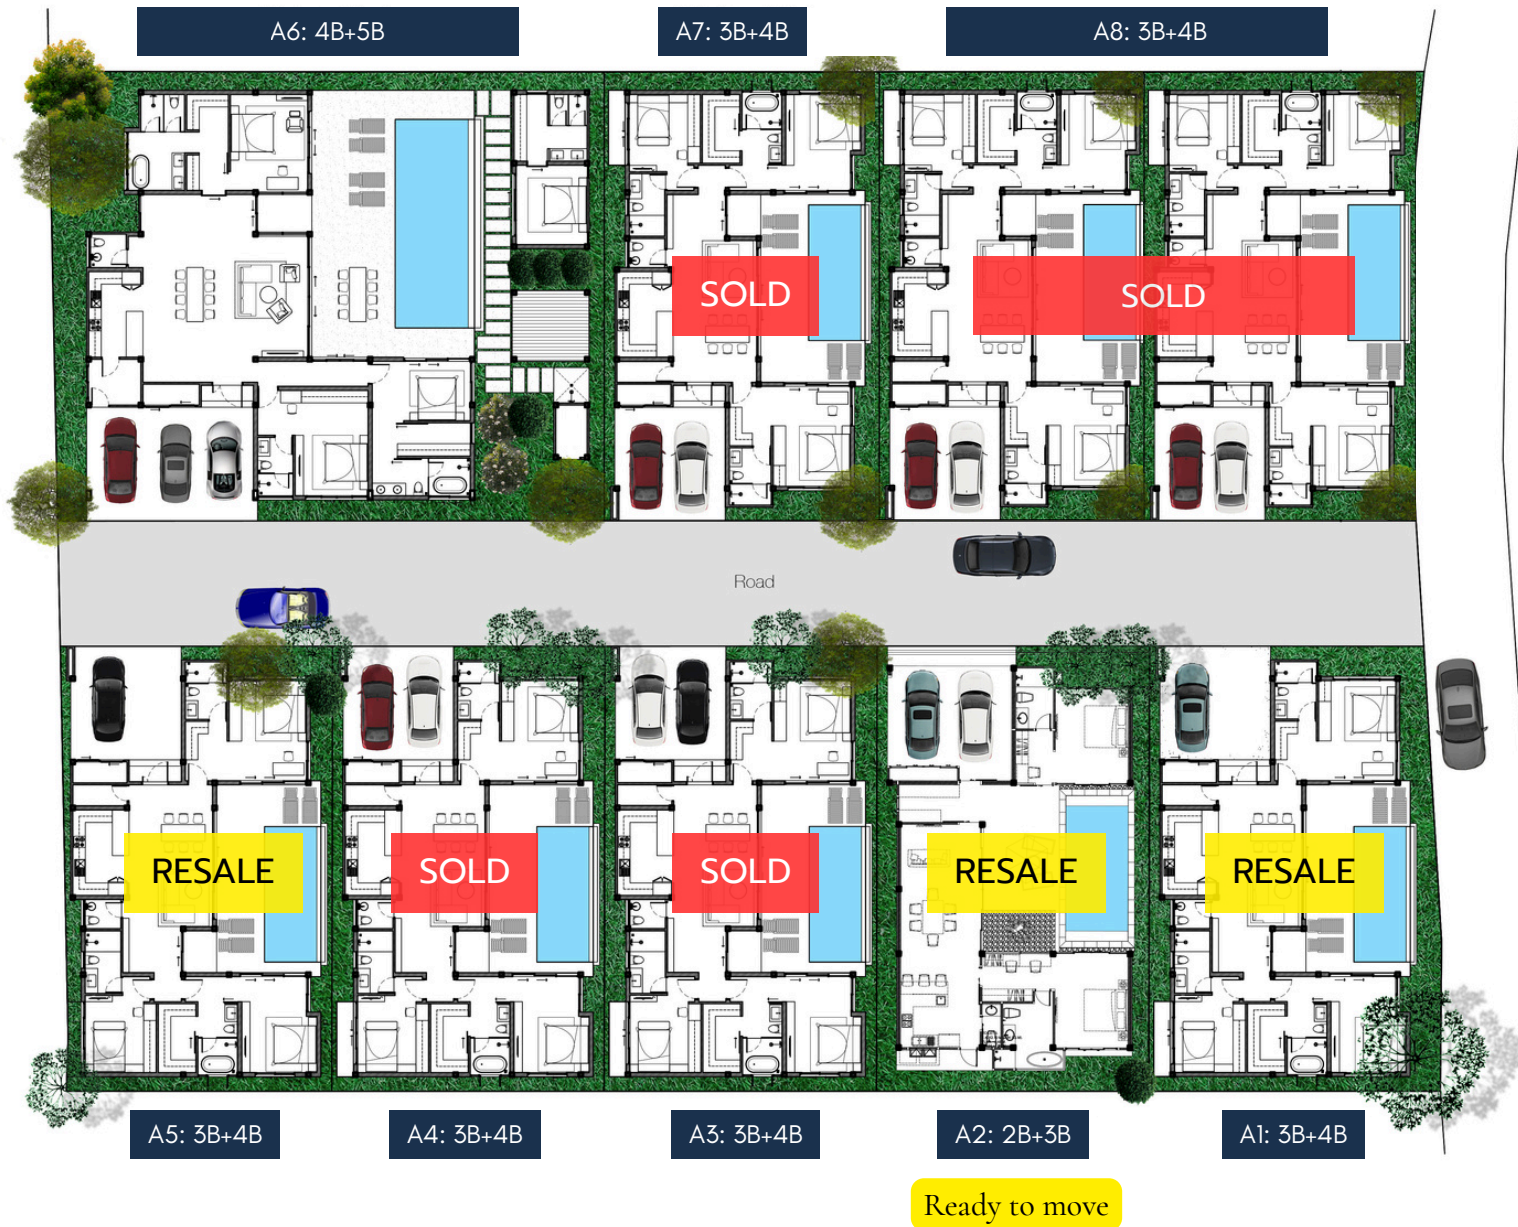 A6: 4B+5B
A7: 3B+4B
A8: 3B+4B
SOLD
SOLD
Road
RESALE
SOLD
SOLD
RESALE
RESALE
A5: 3B+4B
A4: 3B+4B
A3: 3B+4B
A2: 2B+3B
A1: 3B+4B
Ready to move